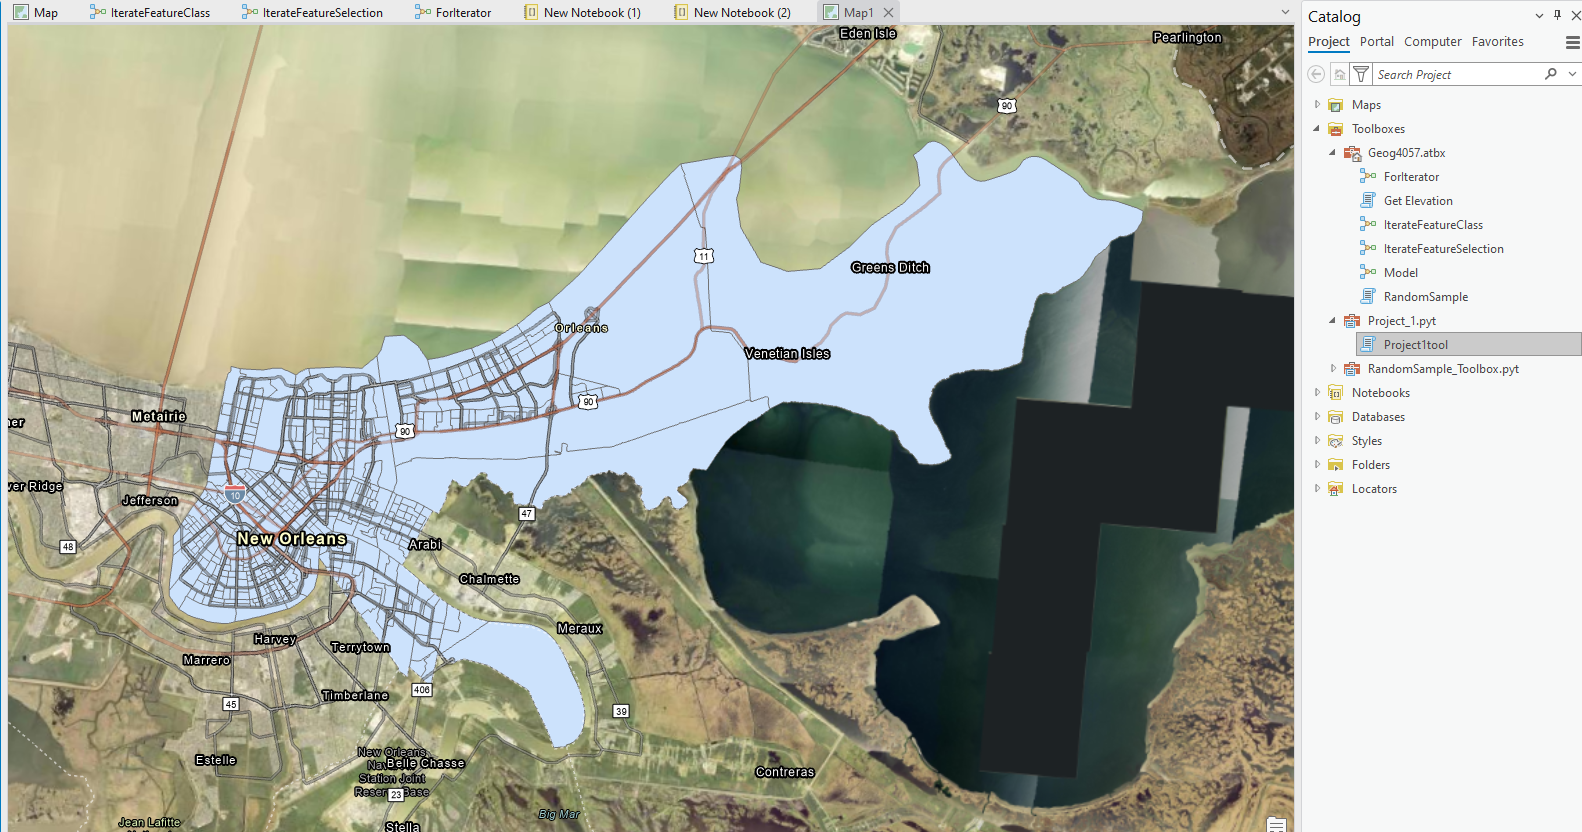 Map
IterateFeatureClass
IterateFeatureSelection
ForIterator
New Notebook (1)
New Notebook (2)
Map1
Eden Isle
Pearlington
90
11
Greens Ditch
Orleans
Venetian Isles
90
Metairie
90
ner
ver Ridge
10
Jefferson
47
48
New Orleans
Arabi
Chalmette
Meraux
Harvey
Terrytown
Marrero
406
Timberlane
45
39
New Orleans
Belle Chasse
Estelle
Station Joint
Contreras
Reserve Base
23
Big Mar
Jean Lafitte
Stella
Catalog
Project
Portal
Computer
Favorites
Search Project
Maps
Toolboxes
Geog4057.atbx
ForIterator
Get Elevation
IterateFeatureClass
IterateFeatureSelection
Model
RandomSample
Project_1.pyt
Project1tool
RandomSample_Toolbox.pyt
Notebooks
Databases
Styles
Folders
Locators